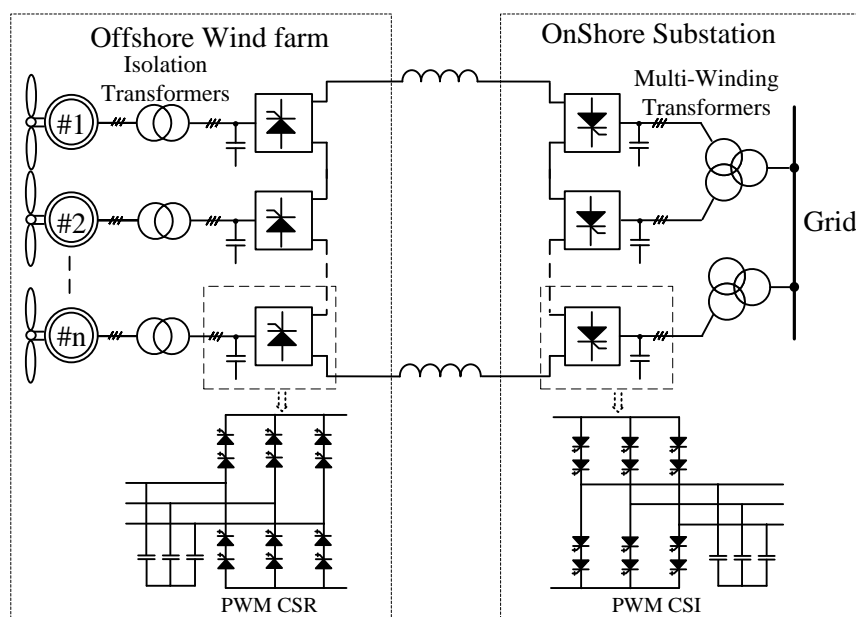 Offshore Wind farm
OnShore Substation
Isolation
Transformers
Multi-Winding
Transformers
#1
#2
Grid
#n
PWM CSR
PWM CSI